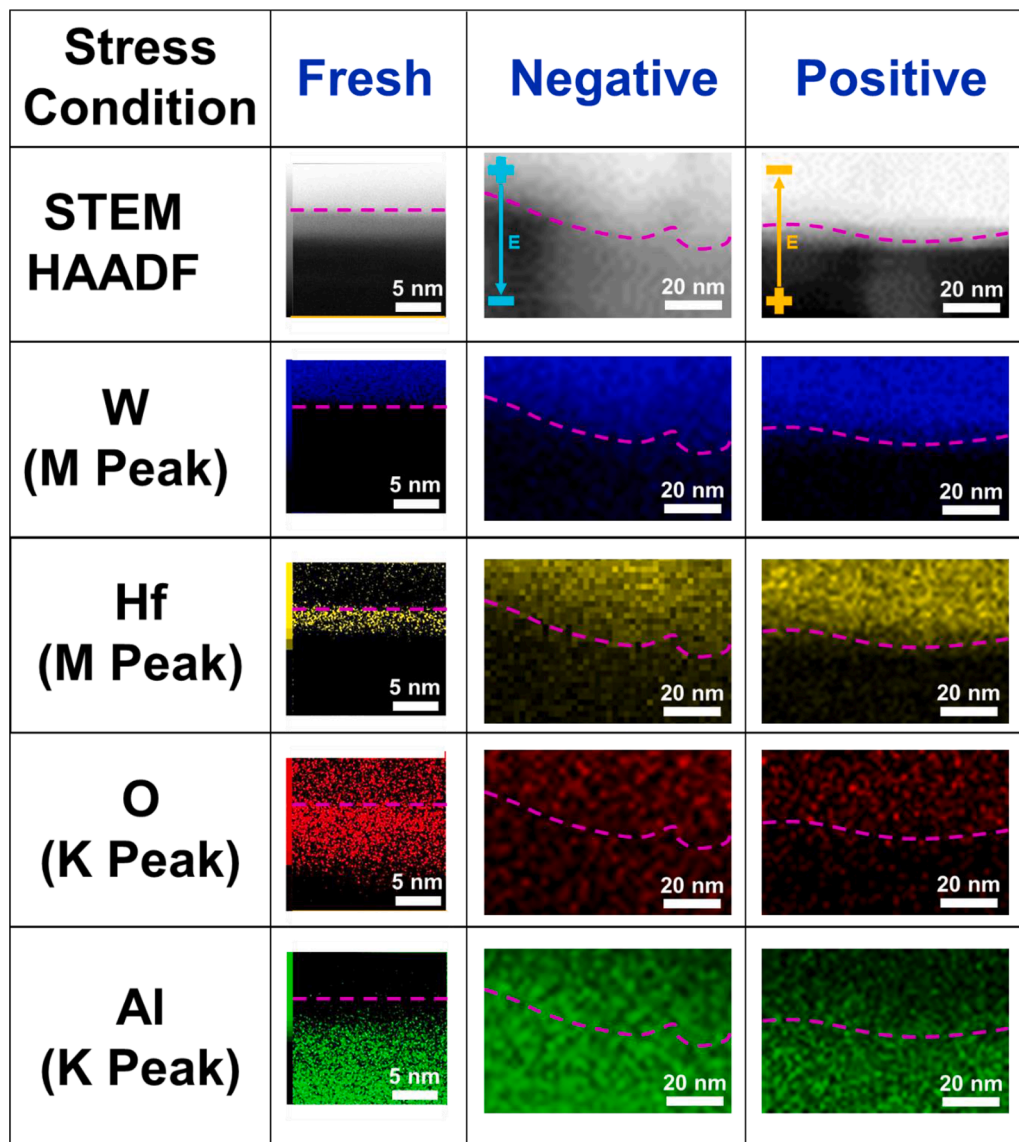 Stress
Condition
Fresh
Negative
Positive
STEM
HAADF
5 nm
E
20 nm
E
20 nm
W
(M Peak)
5 nm
20 nm
20 nm
Hf
(M Peak)
5 nm
20 nm
20 nm
O
(K Peak)
5 nm
20 nm
20 nm
Al
(K Peak)
5 nm
20 nm
20 nm